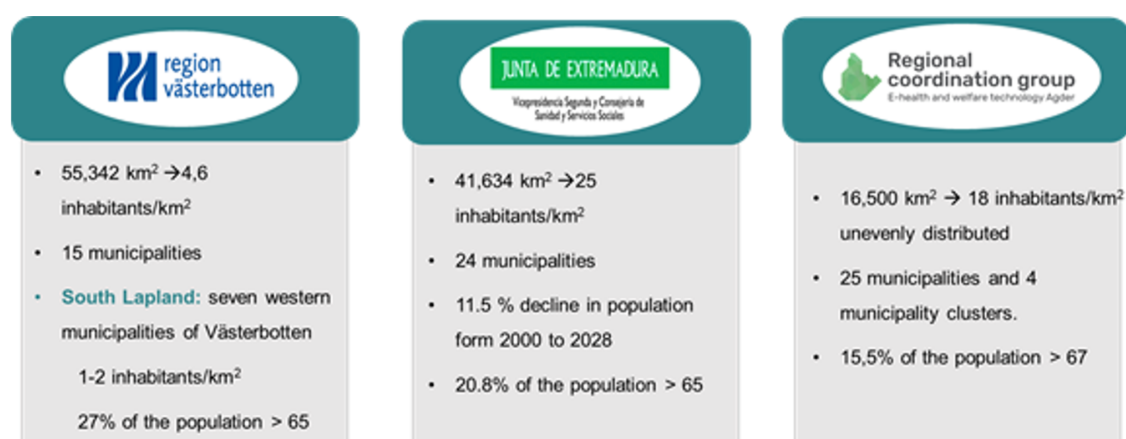 region
västerbotten
• 55,342 km² →4,6
inhabitants/km²
• 15 municipalities
• South Lapland: seven western
municipalities of Västerbotten
1-2 inhabitants/km²
27% of the population > 65
JUNTA DE EXTREMADURA
Vicepresidencia Segunda y Consejería de
Sanidad y Servicios Sociales
• 41,634 km² →25
inhabitants/km²
• 24 municipalities
• 11.5 % decline in population
form 2000 to 2028
• 20.8% of the population > 65
Regional
coordination group
E-health and welfare technology Agder
• 16,500 km² → 18 inhabitants/km²
unevenly distributed
• 25 municipalities and 4
municipality clusters.
• 15,5% of the population > 67